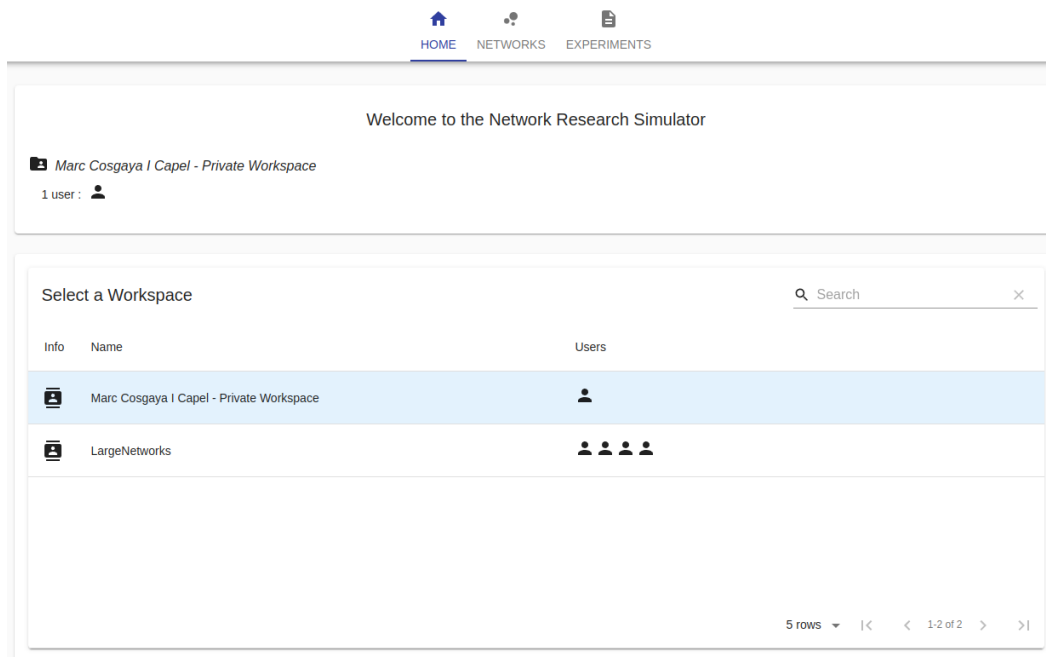 HOME NETWORKS EXPERIMENTS
Welcome to the Network Research Simulator
Marc Cosgaya I Capel - Private Workspace
1 user :
Select a Workspace Search
Info Name Users
Marc Cosgaya I Capel - Private Workspace
LargeNetworks
5 rows 1-2 of 2